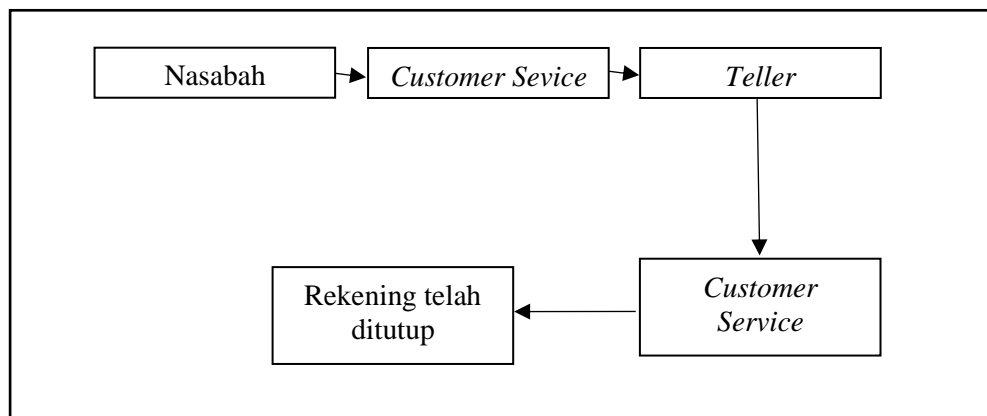 Nasabah
Customer Sevice
Teller
Customer
Service
Rekening telah
ditutup